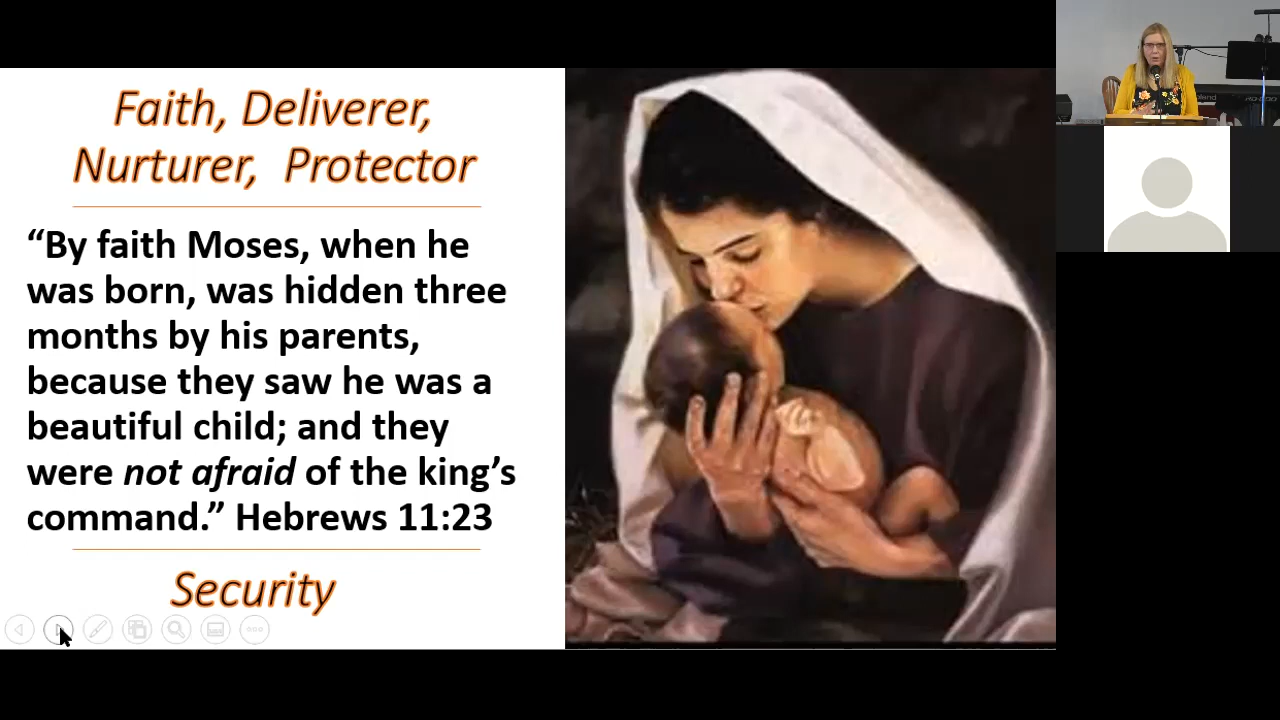 Faith, Deliverer,
Nurturer, Protector
“By faith Moses, when he
was born, was hidden three
months by his parents,
because they saw he was a
beautiful child; and they
were not afraid of the king’s
command.” Hebrews 11:23
Security